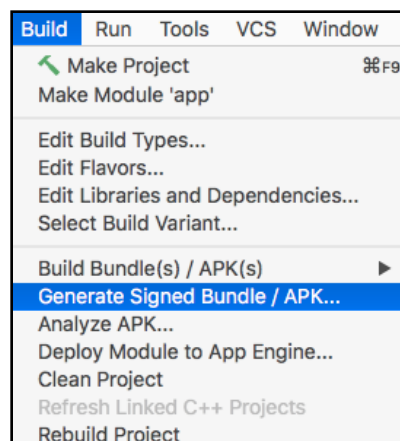 Build Run Tools VCS Window
Make Project ⌘F9
Make Module 'app'
Edit Build Types...
Edit Flavors...
Edit Libraries and Dependencies...
Select Build Variant...
Build Bundle(s) / APK(s)
Generate Signed Bundle / APK...
Analyze APK...
Deploy Module to App Engine...
Clean Project
Refresh Linked C++ Projects
Rebuild Project